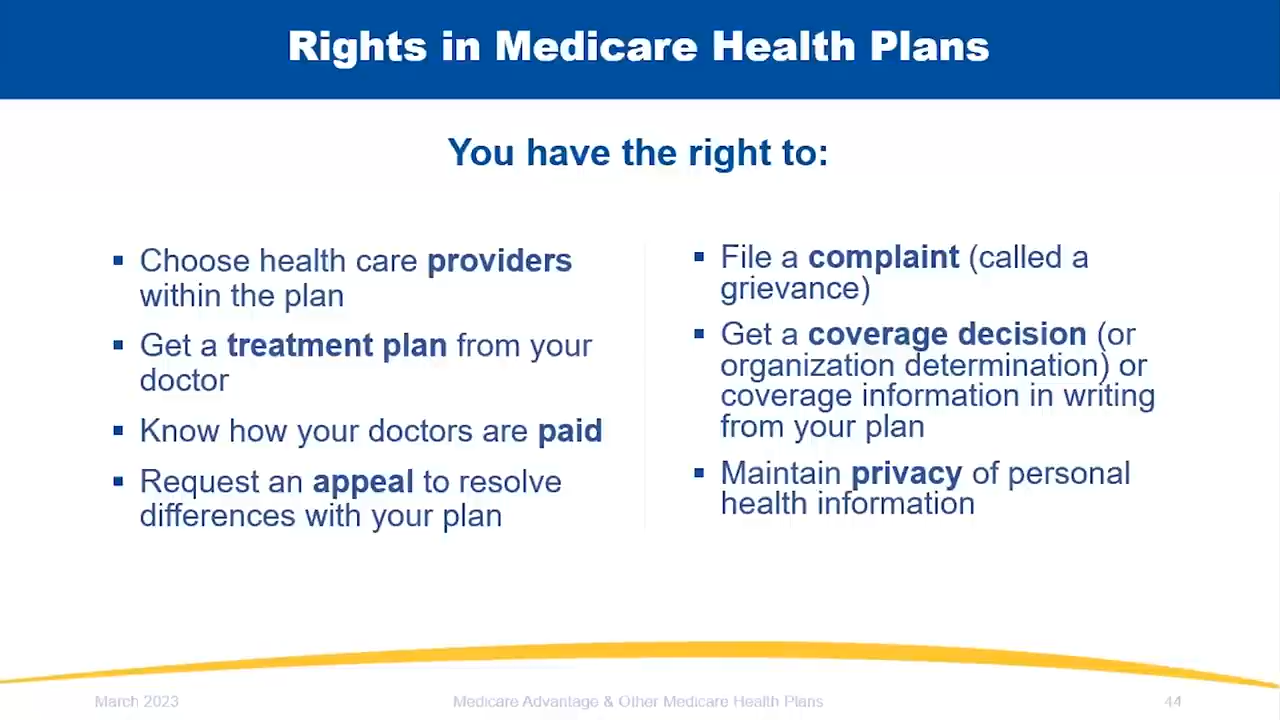 Rights in Medicare Health Plans
You have the right to:
▪ Choose health care providers
within the plan
▪ Get a treatment plan from your
doctor
▪ Know how your doctors are paid
▪ Request an appeal to resolve
differences with your plan
▪ File a complaint (called a
grievance)
▪ Get a coverage decision (or
organization determination) or
coverage information in writing
from your plan
▪ Maintain privacy of personal
health information
March 2023
Medicare Advantage & Other Medicare Health Plans
44